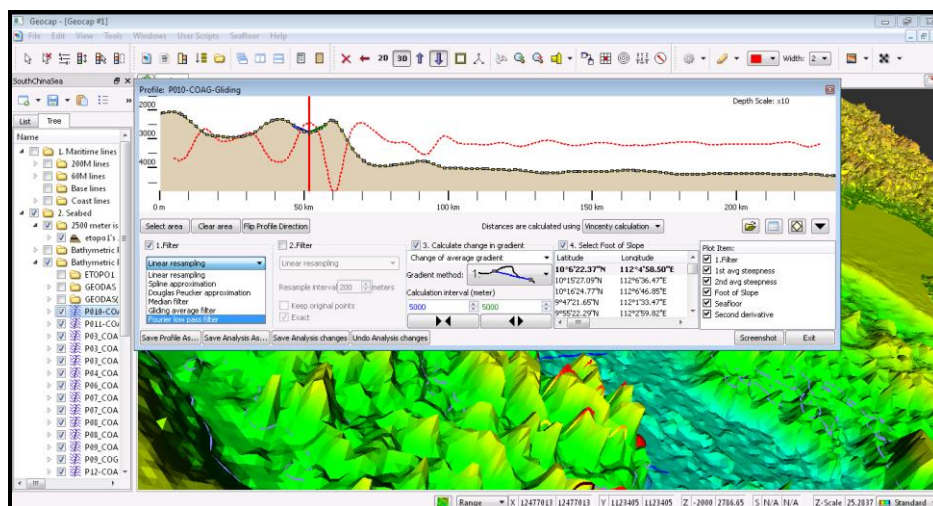 Geocap - [Geocap #1]
File Edit View Tools Windows User Scripts Seafloor Help
2D 3D Width: 2
SouthChinaSea
List Tree
Name
1. Maritime lines
200M lines
60M lines
Base lines
Coast lines
2. Seabed
2500 meter is
etopo1's
Bathymetric
ETOPO1
GEODAS
GEODAS(
Bathymetric
P010-COA
P011-COA
P03_COA
P03_COA
P04_COA
P06_COA
P07_COA
P07_COA
P08_COA
P08_COA
P09_COA
P09_COG
P12-COA
Profile: P010-COAG-Gliding
Depth Scale: x10
2000
3000
4000
0 m 50 km 100 km 150 km 200 km
Select area Clear area Flip Profile Direction Distances are calculated using Vincenty calculation
1.Filter 2.Filter 3. Calculate change in gradient 4. Select Foot of Slope Plot Item:
Linear resampling
Linear resampling
Spline approximation
Douglas Peucker approximation
Median filter
Gliding average filter
Fourier low pass filter
Linear resampling
Resample interval 200 meters
Keep original points
Exact
Change of average gradient
Gradient method: 1
Calculation interval (meter)
5000 5000
Latitude Longitude
10°6'22.37"N 112°4'58.50"E
10°15'27.09"N 112°6'36.47"E
10°16'24.77"N 112°6'46.85"E
9°47'21.65"N 112°1'33.47"E
9°55'22.29"N 112°2'59.82"E
1.Filter
1st avg steepness
2nd avg steepness
Foot of Slope
Seafloor
Second derivative
Save Profile As... Save Analysis As... Save Analysis changes Undo Analysis changes Screenshot Exit
Range X 12477013 12477013 Y 1123405 1123405 Z -2000 2786.65 S N/A N/A Z-Scale 25.2837 Standard